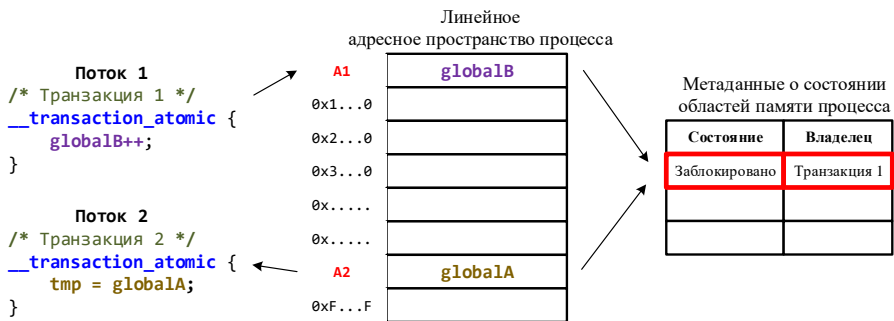 Линейное
адресное пространство процесса
Поток 1
/* Транзакция 1 */
__transaction_atomic {
globalB++;
}
Поток 2
/* Транзакция 2 */
__transaction_atomic {
tmp = globalA;
}
A1 globalB
0x1...0
0x2...0
0x3...0
0x.....
0x.....
A2 globalA
0xF...F
Метаданные о состоянии
областей памяти процесса
Состояние Владелец
Заблокировано Транзакция 1